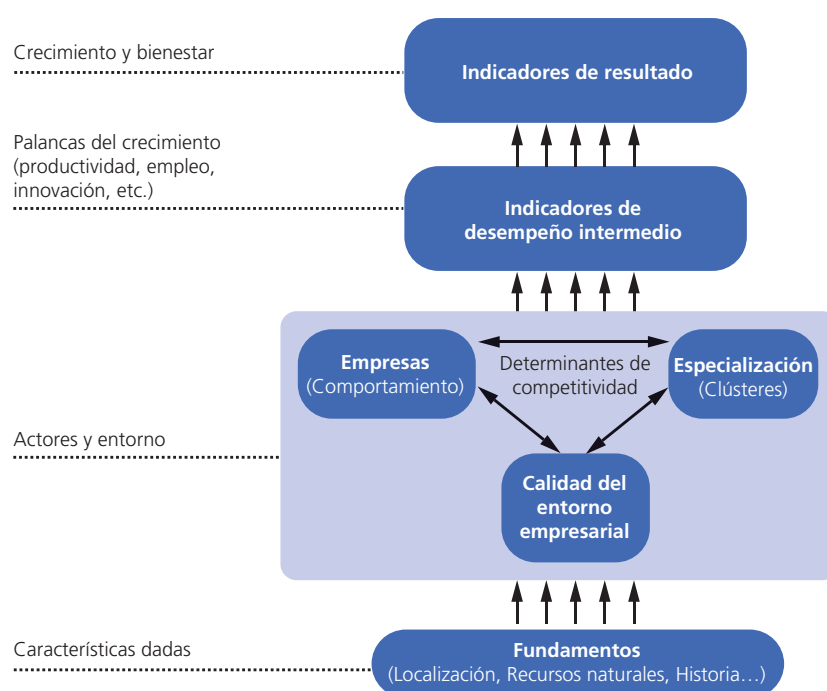 Crecimiento y bienestar
Indicadores de resultado
Palancas del crecimiento
(productividad, empleo,
innovación, etc.)
Indicadores de
desempeño intermedio
Empresas
(Comportamiento)
Determinantes de
competitividad
Especialización
(Clústeres)
Actores y entorno
Calidad del
entorno
empresarial
Características dadas
Fundamentos
(Localización, Recursos naturales, Historia…)